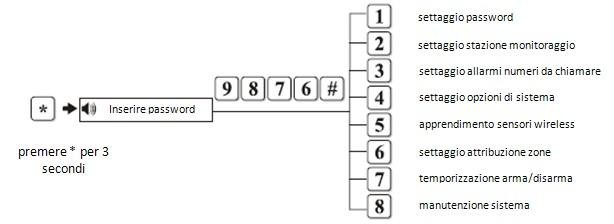 1 settaggio password
2 settaggio stazione monitoraggio
3 settaggio allarmi numeri da chiamare
9 8 7 6 #
4 settaggio opzioni di sistema
* Inserire password
5 apprendimento sensori wireless
premere * per 3
secondi
6 settaggio attribuzione zone
7 temporizzazione arma/disarma
8 manutenzione sistema